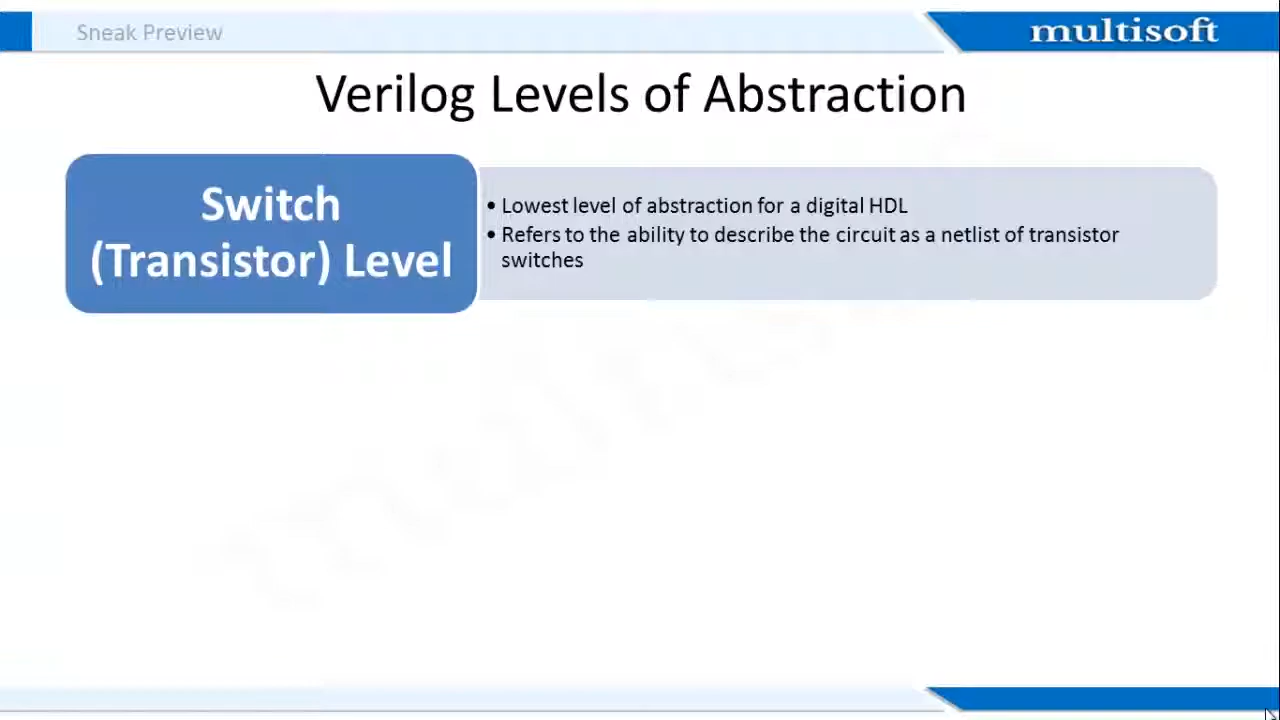 Sneak Preview
multisoft
Verilog Levels of Abstraction
Switch
(Transistor) Level
• Lowest level of abstraction for a digital HDL
• Refers to the ability to describe the circuit as a netlist of transistor
switches